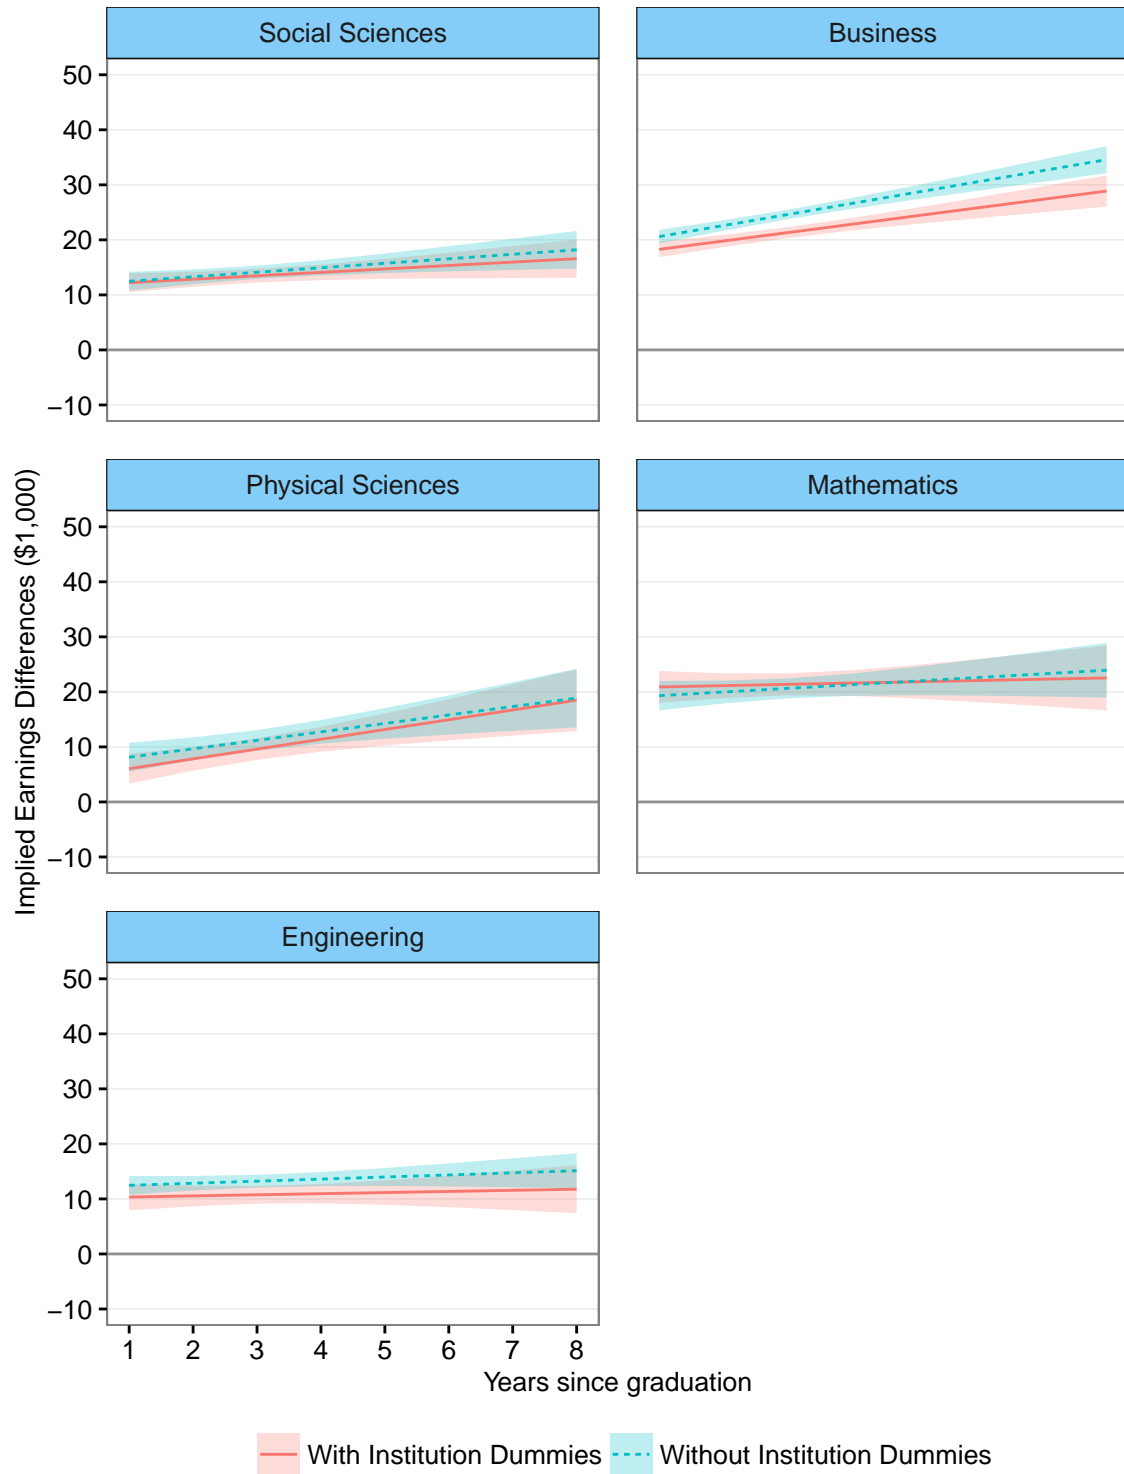 Social Sciences
Business
50
40
30
20
10
0
−10
Physical Sciences
Mathematics
50
40
30
20
10
0
−10
Implied Earnings Differences ($1,000)
Engineering
50
40
30
20
10
0
−10
1 2 3 4 5 6 7 8
Years since graduation
With Institution Dummies Without Institution Dummies